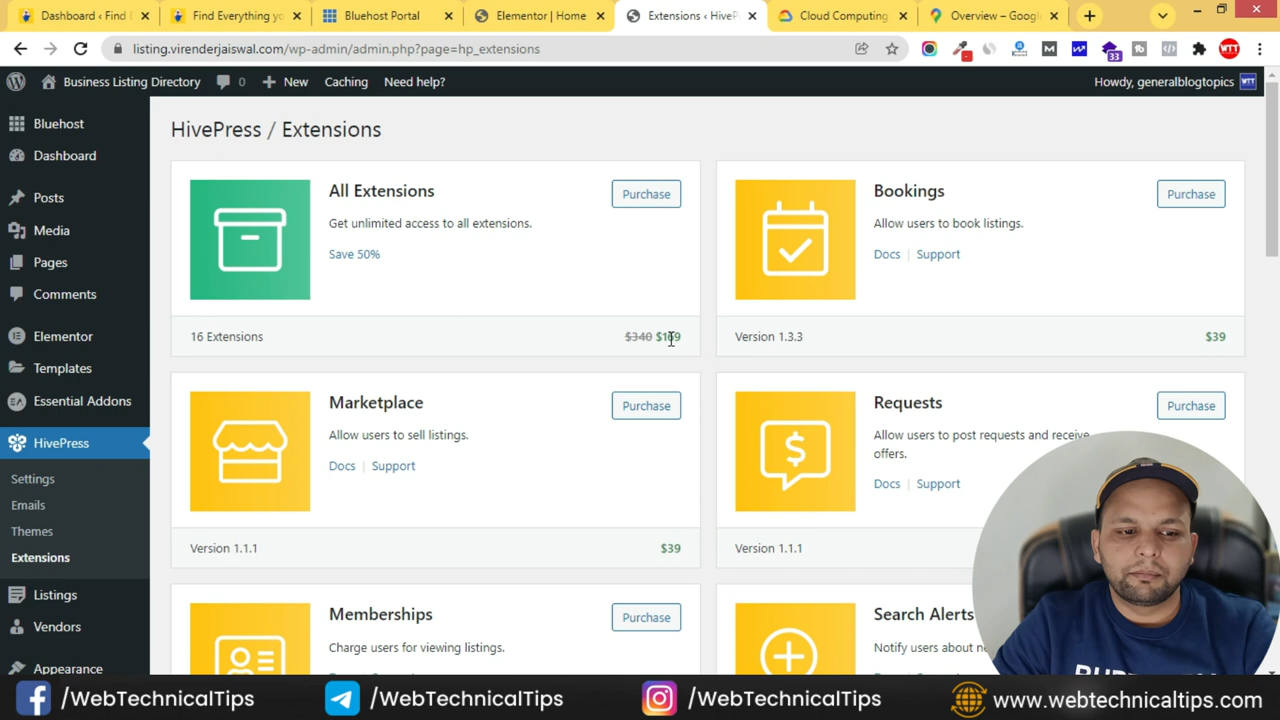 Dashboard ‹ Find E
Find Everything yo
Bluehost Portal
Elementor | Home
Extensions ‹ HiveP
Cloud Computing
Overview – Googl
listing.virenderjaiswal.com/wp-admin/admin.php?page=hp_extensions
33
WTT
Business Listing Directory
0
New
Caching
Need help?
Howdy, generalblogtopics
WTT
Bluehost
Dashboard
Posts
Media
Pages
Comments
Elementor
Templates
Essential Addons
HivePress
Settings
Emails
Themes
Extensions
Listings
Vendors
Appearance
HivePress / Extensions
All Extensions
Purchase
Get unlimited access to all extensions.
Save 50%
16 Extensions
$340 $169
Bookings
Purchase
Allow users to book listings.
Docs | Support
Version 1.3.3
$39
Marketplace
Purchase
Allow users to sell listings.
Docs | Support
Version 1.1.1
$39
Requests
Purchase
Allow users to post requests and receive
offers.
Docs | Support
Version 1.1.1
Memberships
Purchase
Charge users for viewing listings.
Search Alerts
Notify users about
/WebTechnicalTips
/WebTechnicalTips
/WebTechnicalTips
www.webtechnicaltips.com